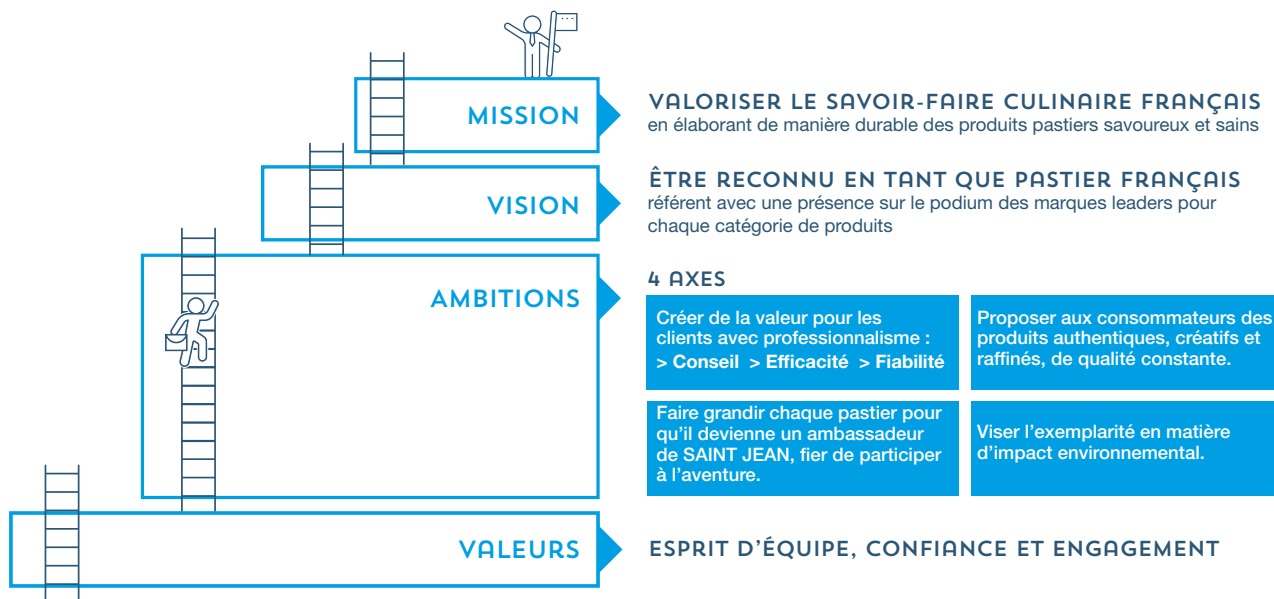 MISSION
VALORISER LE SAVOIR-FAIRE CULINAIRE FRANÇAIS
en élaborant de manière durable des produits pastiers savoureux et sains
VISION
ÊTRE RECONNU EN TANT QUE PASTIER FRANÇAIS
référent avec une présence sur le podium des marques leaders pour
chaque catégorie de produits
AMBITIONS
4 AXES
Créer de la valeur pour les
clients avec professionnalisme :
> Conseil > Efficacité > Fiabilité
Proposer aux consommateurs des
produits authentiques, créatifs et
raffinés, de qualité constante.
Faire grandir chaque pastier pour
qu’il devienne un ambassadeur
de SAINT JEAN, fier de participer
à l’aventure.
Viser l’exemplarité en matière
d’impact environnemental.
VALEURS
ESPRIT D’ÉQUIPE, CONFIANCE ET ENGAGEMENT